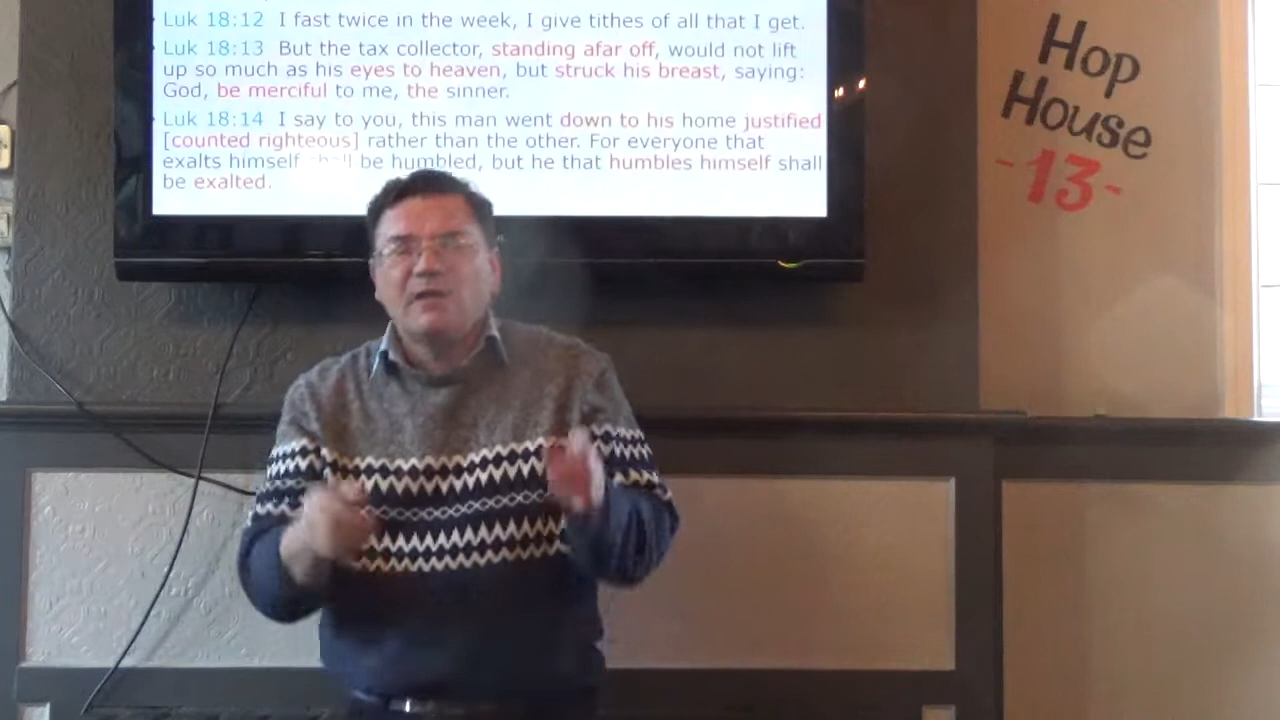 Luk 18:12 I fast twice in the week, I give tithes of all that I get.
Luk 18:13 But the tax collector, standing afar off, would not lift
up so much as his eyes to heaven, but struck his breast, saying:
God, be merciful to me, the sinner.
Luk 18:14 I say to you, this man went down to his home justified
[counted righteous] rather than the other. For everyone that
exalts himself shall be humbled, but he that humbles himself shall
be exalted.
Hop
House
-13-